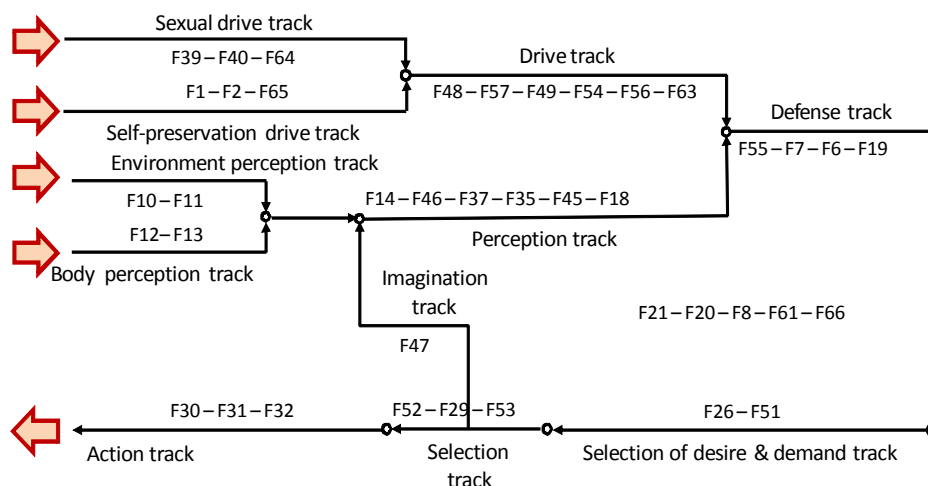 Sexual drive track
F39 – F40 – F64
Drive track
F1 – F2 – F65
F48 – F57 – F49 – F54 – F56 – F63
Defense track
Self-preservation drive track
F55 – F7 – F6 – F19
Environment perception track
F10 – F11
F14 – F46 – F37 – F35 – F45 – F18
F12 – F13
Perception track
Body perception track
Imagination
track
F21 – F20 – F8 – F61 – F66
F47
F30 – F31 – F32
F52 – F29 – F53
F26 – F51
Action track
Selection
track
Selection of desire & demand track